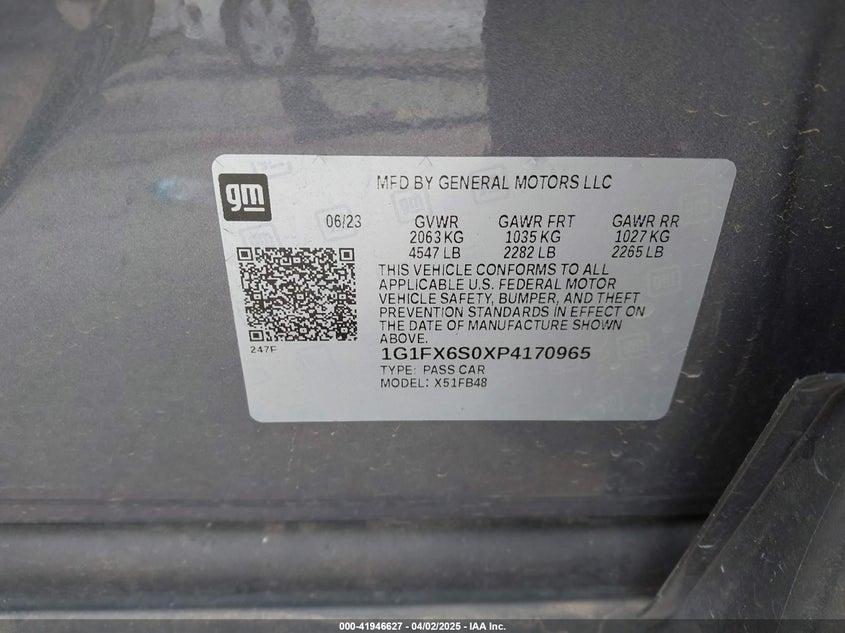 gm
MFD BY GENERAL MOTORS LLC
06/23 GVWR GAWR FRT GAWR RR
2063 KG 1035 KG 1027 KG
4547 LB 2282 LB 2265 LB
THIS VEHICLE CONFORMS TO ALL
APPLICABLE U.S. FEDERAL MOTOR
VEHICLE SAFETY, BUMPER, AND THEFT
PREVENTION STANDARDS IN EFFECT ON
THE DATE OF MANUFACTURE SHOWN
ABOVE.
247F
1G1FX6S0XP4170965
TYPE: PASS CAR
MODEL: X51FB48
000-41946627 - 04/02/2025 - IAA Inc.